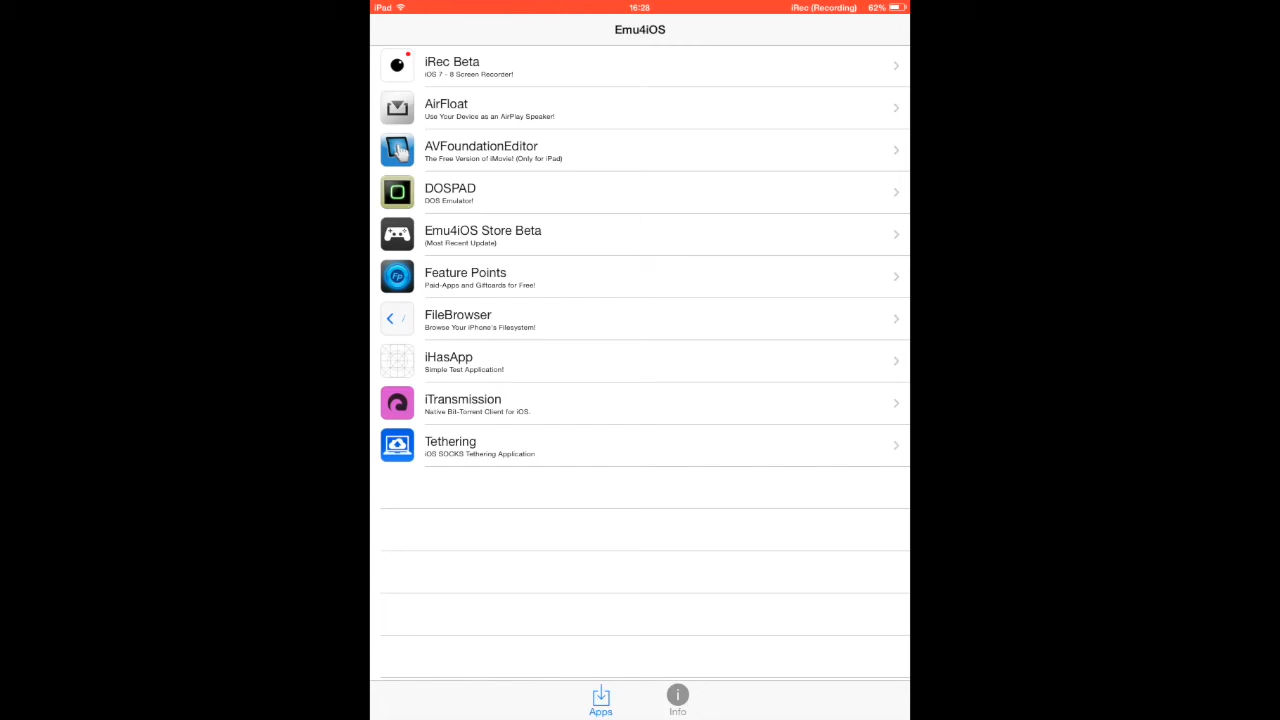 iPad 16:28 iRec (Recording) 62%
Emu4iOS
iRec Beta
iOS 7 - 8 Screen Recorder!
AirFloat
Use Your Device as an AirPlay Speaker!
AVFoundationEditor
The Free Version of iMovie! (Only for iPad)
DOSPAD
DOS Emulator!
Emu4iOS Store Beta
(Most Recent Update)
Fp
Feature Points
Paid-Apps and Giftcards for Free!
/
FileBrowser
Browse Your iPhone's Filesystem!
iHasApp
Simple Test Application!
iTransmission
Native Bit-Torrent Client for iOS.
Tethering
iOS SOCKS Tethering Application
Apps
Info